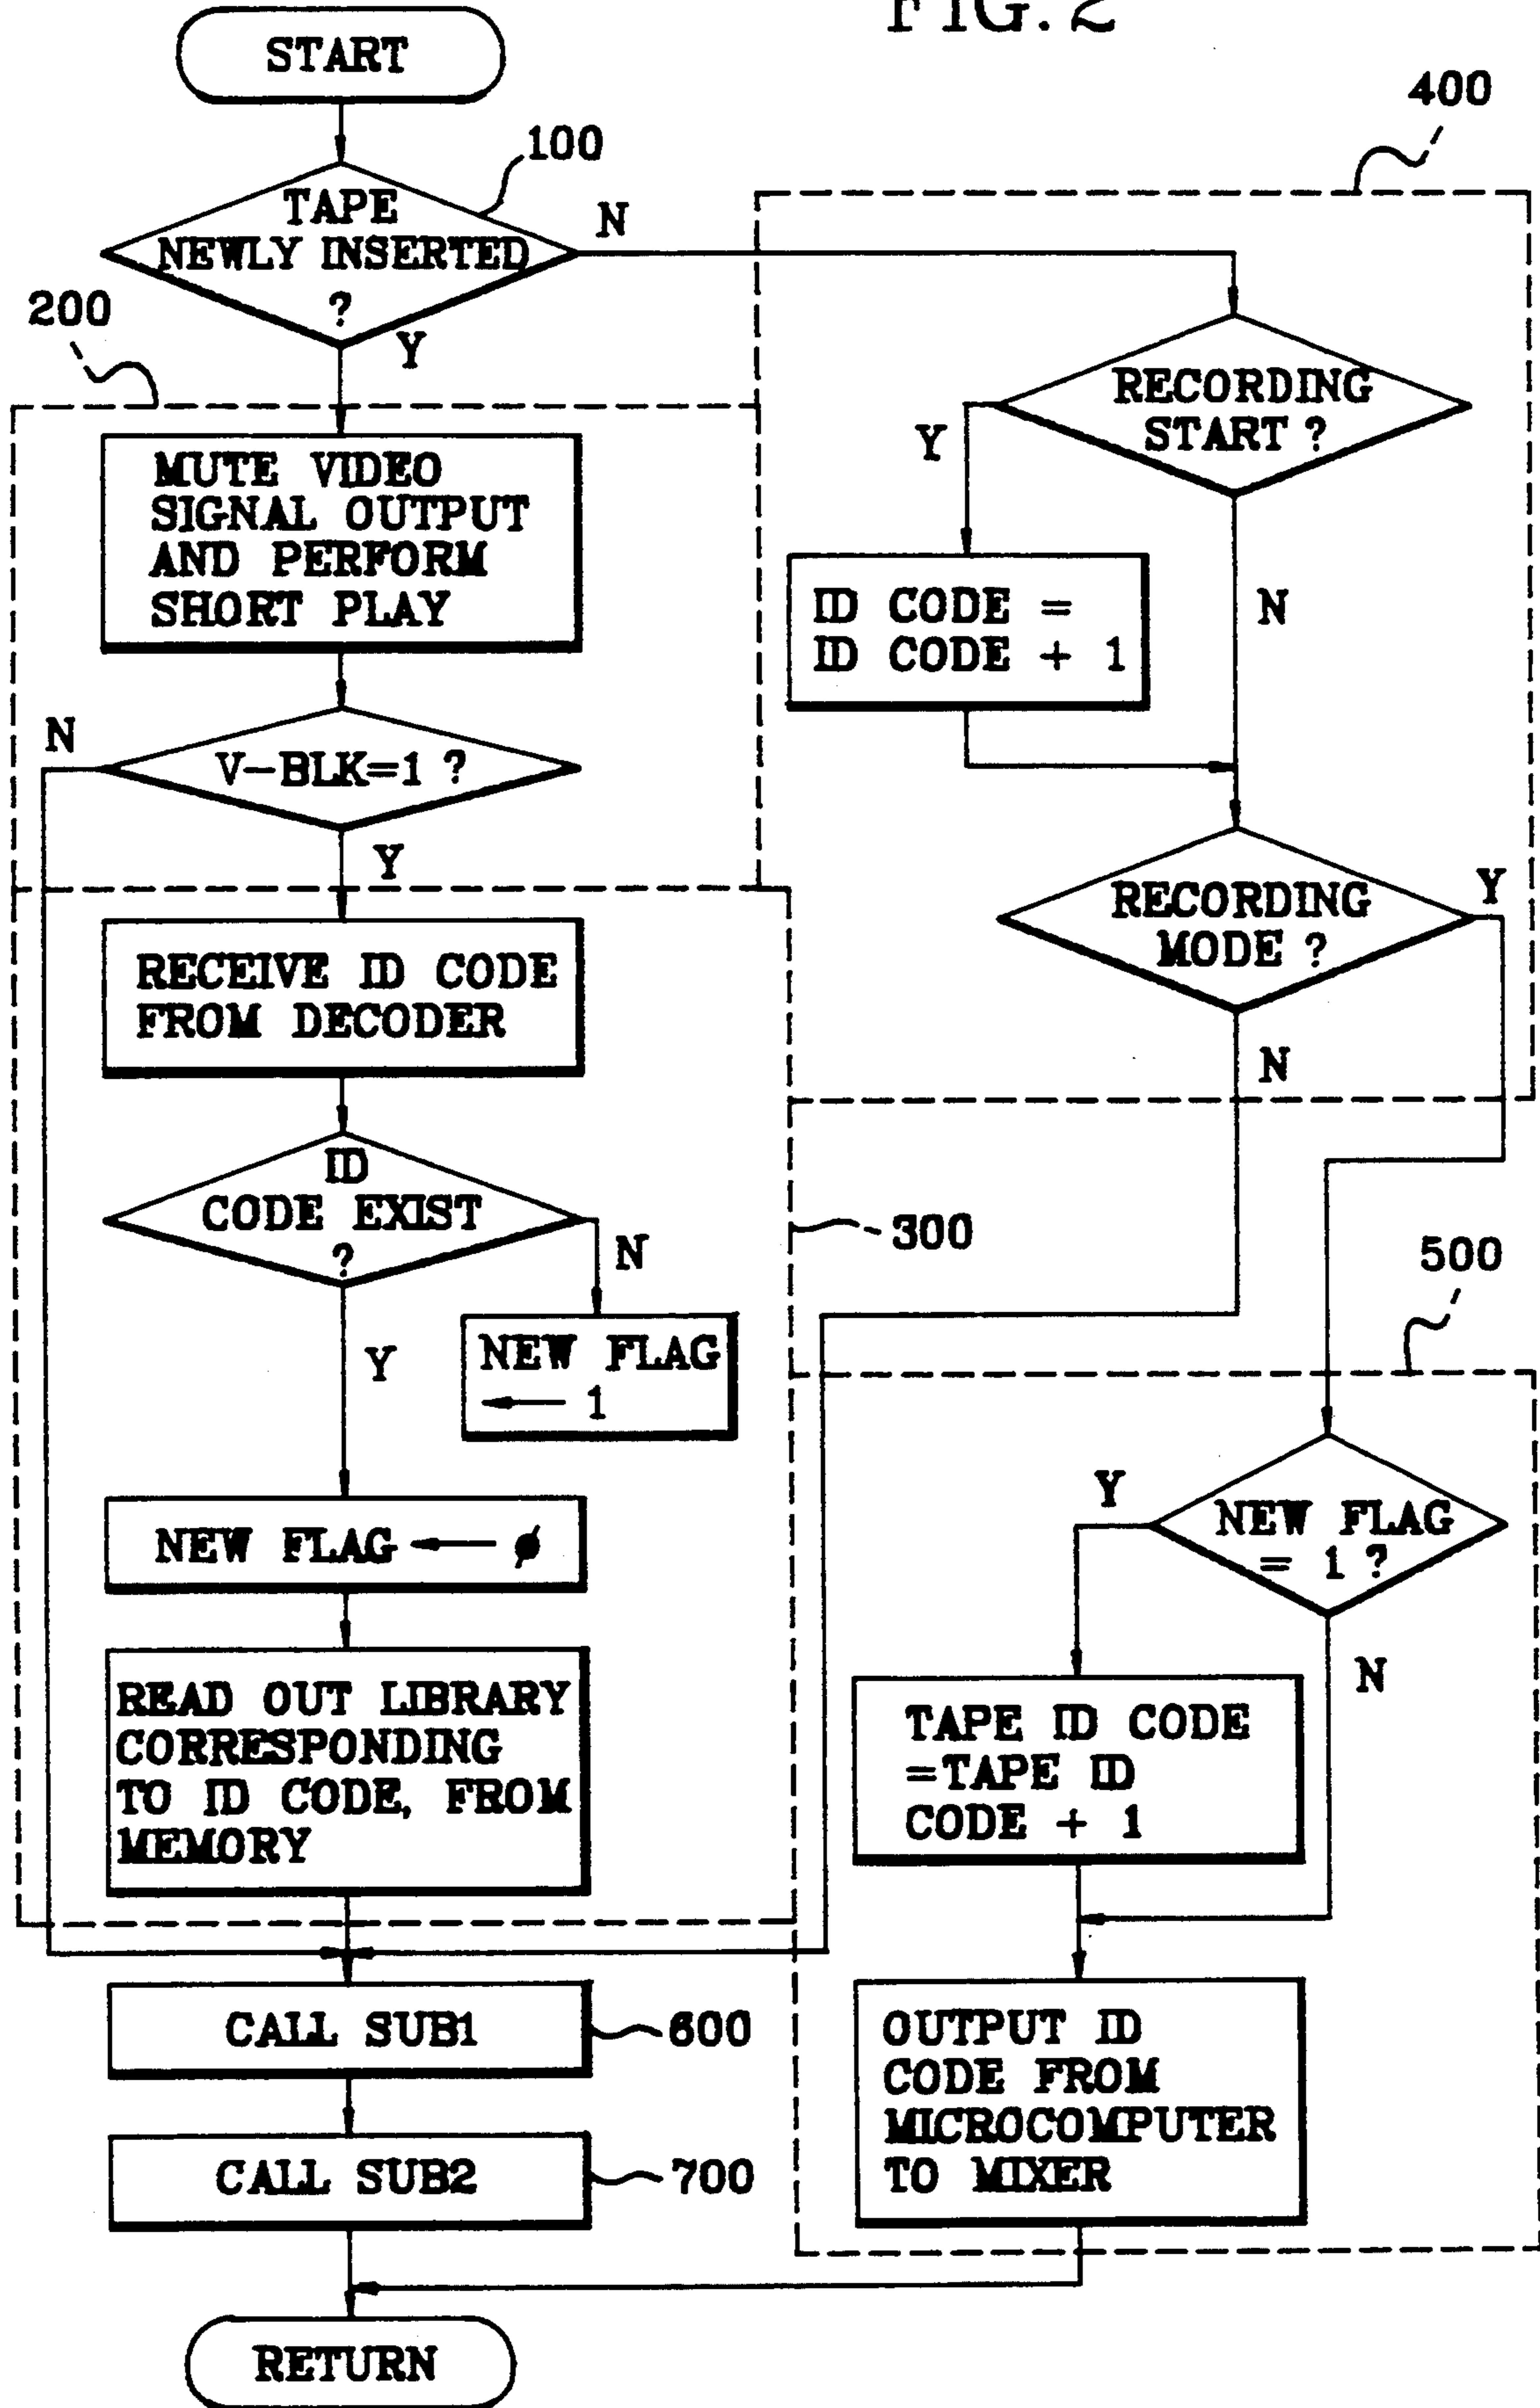 FIG. 2
START
100
TAPE
NEWLY INSERTED
?
N
Y
400
200
MUTE VIDEO
SIGNAL OUTPUT
AND PERFORM
SHORT PLAY
RECORDING
START ?
Y
N
ID CODE =
ID CODE + 1
N
V-BLK=1 ?
Y
RECORDING
MODE ?
Y
N
RECEIVE ID CODE
FROM DECODER
ID
CODE EXIST
?
N
Y
300
NEW FLAG
← 1
500
NEW FLAG ← ∅
NEW FLAG
= 1 ?
Y
N
READ OUT LIBRARY
CORRESPONDING
TO ID CODE, FROM
MEMORY
TAPE ID CODE
=TAPE ID
CODE + 1
CALL SUB1
600
OUTPUT ID
CODE FROM
MICROCOMPUTER
TO MIXER
CALL SUB2
700
RETURN